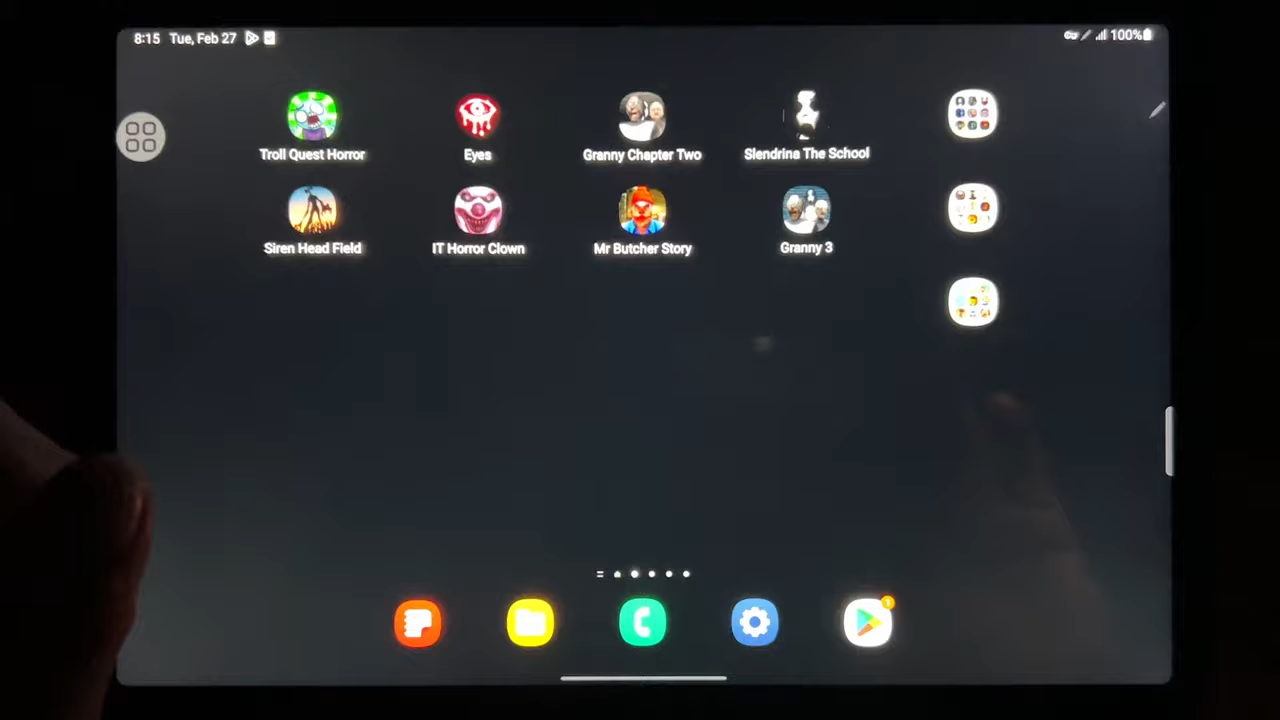 8:15 Tue, Feb 27
100%
Troll Quest Horror
Eyes
Granny Chapter Two
Slendrina The School
Siren Head Field
IT Horror Clown
Mr Butcher Story
Granny 3
1